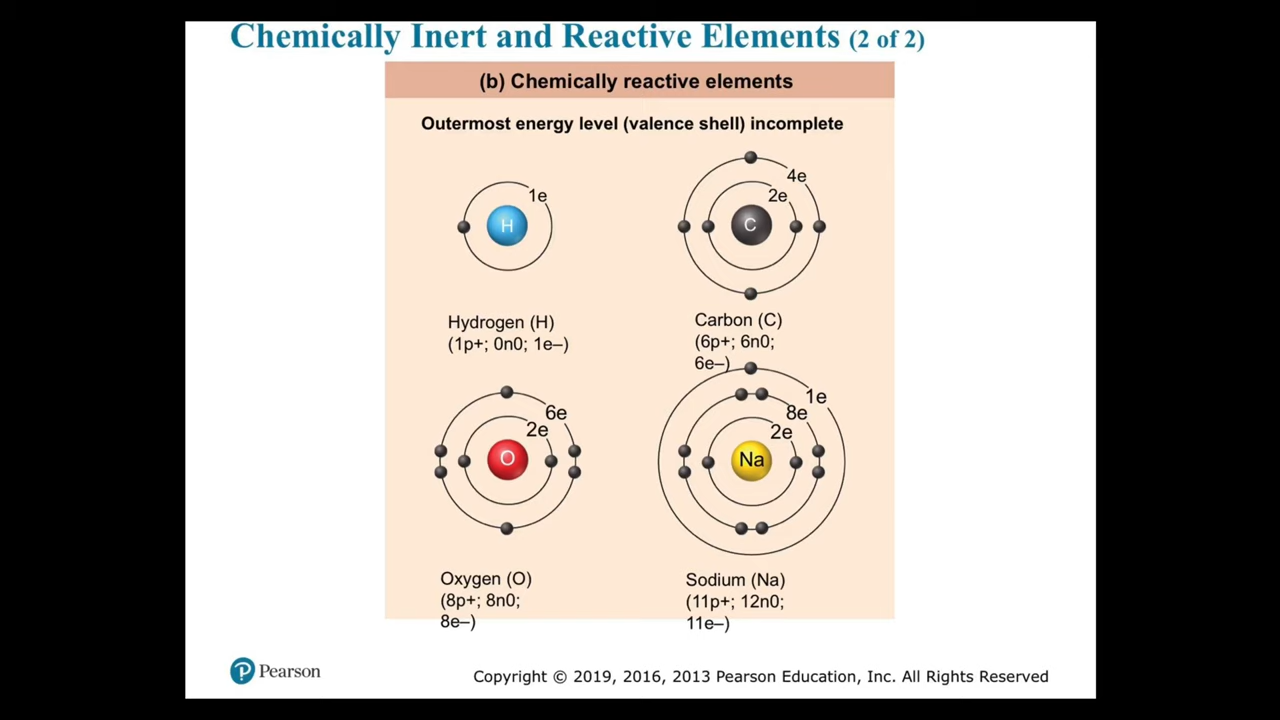 Chemically Inert and Reactive Elements (2 of 2)
(b) Chemically reactive elements
Outermost energy level (valence shell) incomplete
1e
H
Hydrogen (H)
(1p+; 0n0; 1e–)
4e
2e
C
Carbon (C)
(6p+; 6n0;
6e–)
6e
2e
O
Oxygen (O)
(8p+; 8n0;
8e–)
1e
8e
2e
Na
Sodium (Na)
(11p+; 12n0;
11e–)
P Pearson
Copyright © 2019, 2016, 2013 Pearson Education, Inc. All Rights Reserved